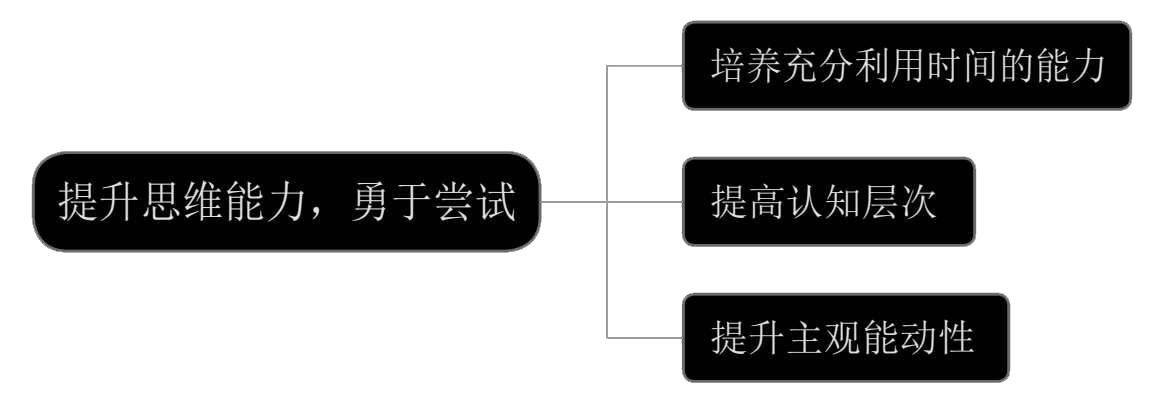 提升思维能力，勇于尝试
培养充分利用时间的能力
提高认知层次
提升主观能动性